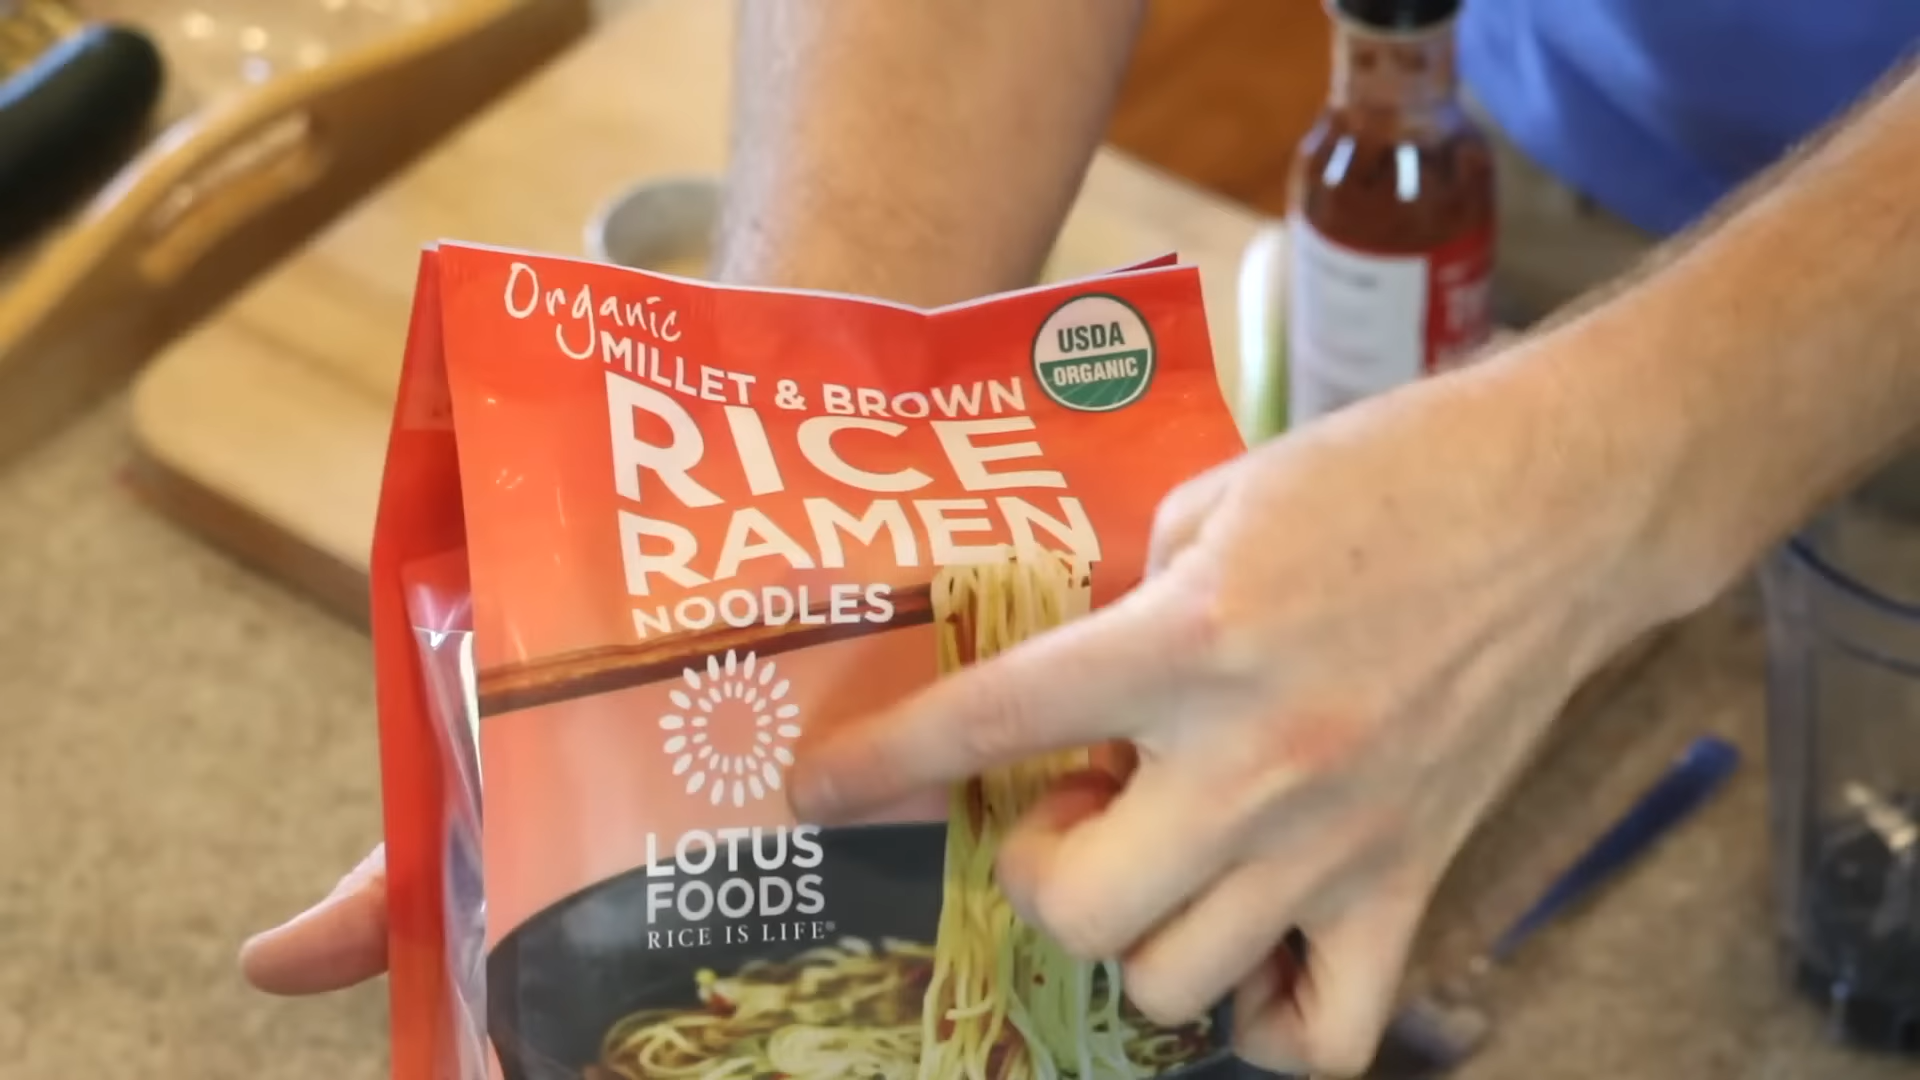 Organic
MILLET & BROWN
RICE
RAMEN
NOODLES
USDA
ORGANIC
LOTUS
FOODS
RICE IS LIFE®